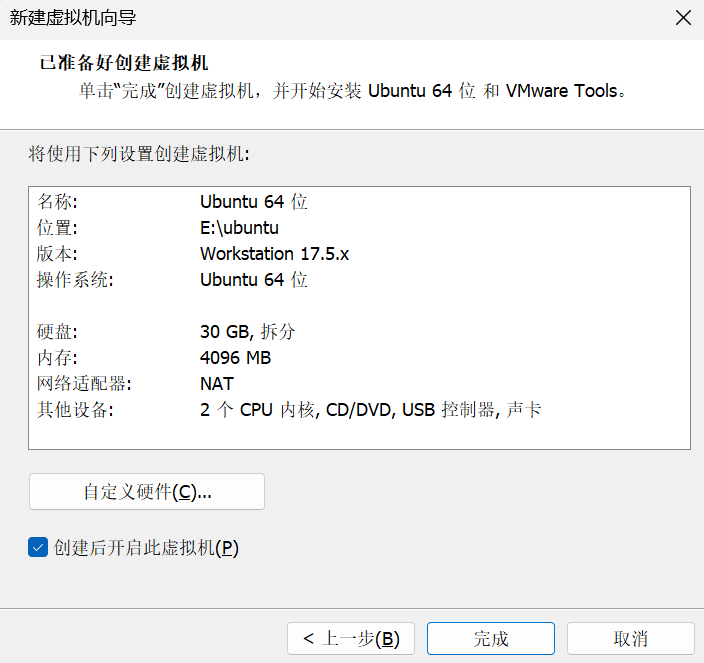 新建虚拟机向导
已准备好创建虚拟机
单击“完成”创建虚拟机，并开始安装 Ubuntu 64 位 和 VMware Tools。
将使用下列设置创建虚拟机:
名称: Ubuntu 64 位
位置: E:\ubuntu
版本: Workstation 17.5.x
操作系统: Ubuntu 64 位
硬盘: 30 GB, 拆分
内存: 4096 MB
网络适配器: NAT
其他设备: 2 个 CPU 内核, CD/DVD, USB 控制器, 声卡
自定义硬件(C)...
创建后开启此虚拟机(P)
< 上一步(B) 完成 取消